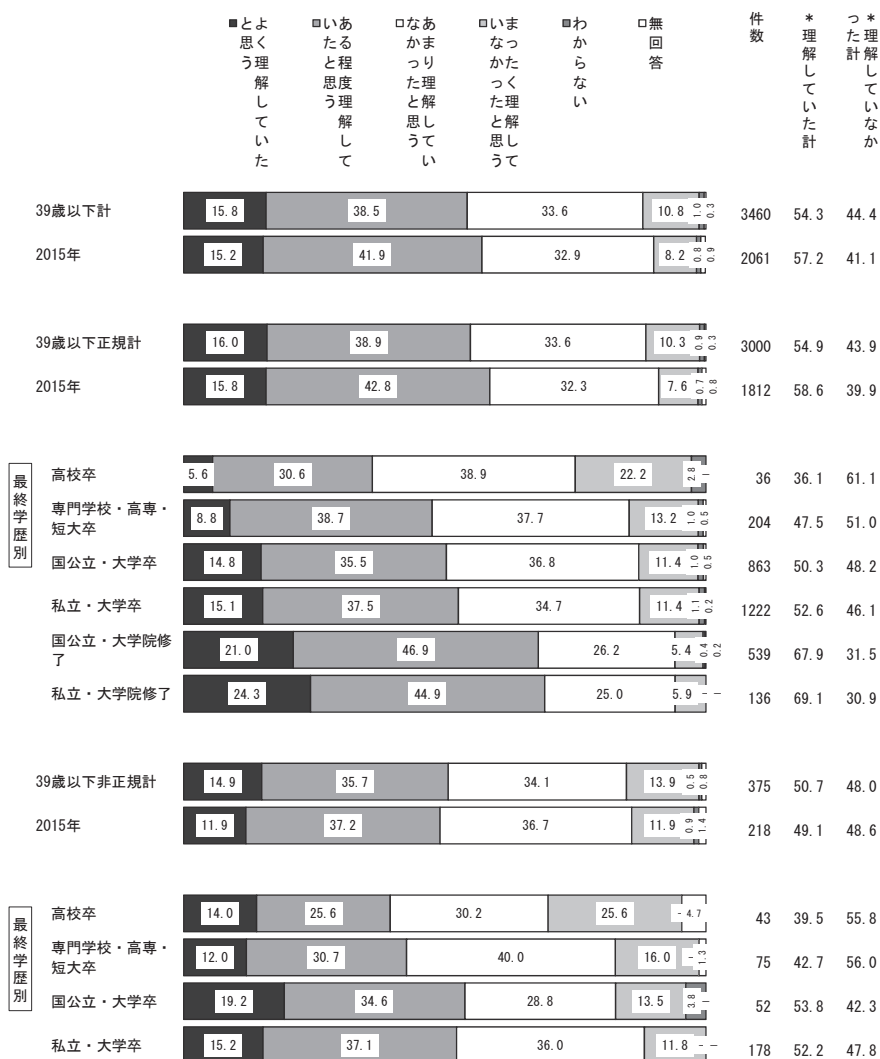 ■よく理解していた
と思う
■ある程度理解して
いたと思う
□あまり理解してい
なかったと思う
□まったく理解して
いなかったと思う
■わからない
□無回答
件数
*理解していた計
*理解していなか
った計
39歳以下計 15.8 38.5 33.6 10.8 1.0 0.3 3460 54.3 44.4
2015年 15.2 41.9 32.9 8.2 0.8 0.9 2061 57.2 41.1
39歳以下正規計 16.0 38.9 33.6 10.3 0.9 0.3 3000 54.9 43.9
2015年 15.8 42.8 32.3 7.6 0.7 0.8 1812 58.6 39.9
最終学歴別
高校卒 5.6 30.6 38.9 22.2 2.8 - 36 36.1 61.1
専門学校・高専・
短大卒 8.8 38.7 37.7 13.2 1.0 0.5 204 47.5 51.0
国公立・大学卒 14.8 35.5 36.8 11.4 1.0 0.5 863 50.3 48.2
私立・大学卒 15.1 37.5 34.7 11.4 1.1 0.2 1222 52.6 46.1
国公立・大学院修
了 21.0 46.9 26.2 5.4 0.4 0.2 539 67.9 31.5
私立・大学院修了 24.3 44.9 25.0 5.9 - - 136 69.1 30.9
39歳以下非正規計 14.9 35.7 34.1 13.9 0.5 0.8 375 50.7 48.0
2015年 11.9 37.2 36.7 11.9 0.9 1.4 218 49.1 48.6
最終学歴別
高校卒 14.0 25.6 30.2 25.6 - 4.7 43 39.5 55.8
専門学校・高専・
短大卒 12.0 30.7 40.0 16.0 - 1.3 75 42.7 56.0
国公立・大学卒 19.2 34.6 28.8 13.5 3.8 - 52 53.8 42.3
私立・大学卒 15.2 37.1 36.0 11.8 - - 178 52.2 47.8